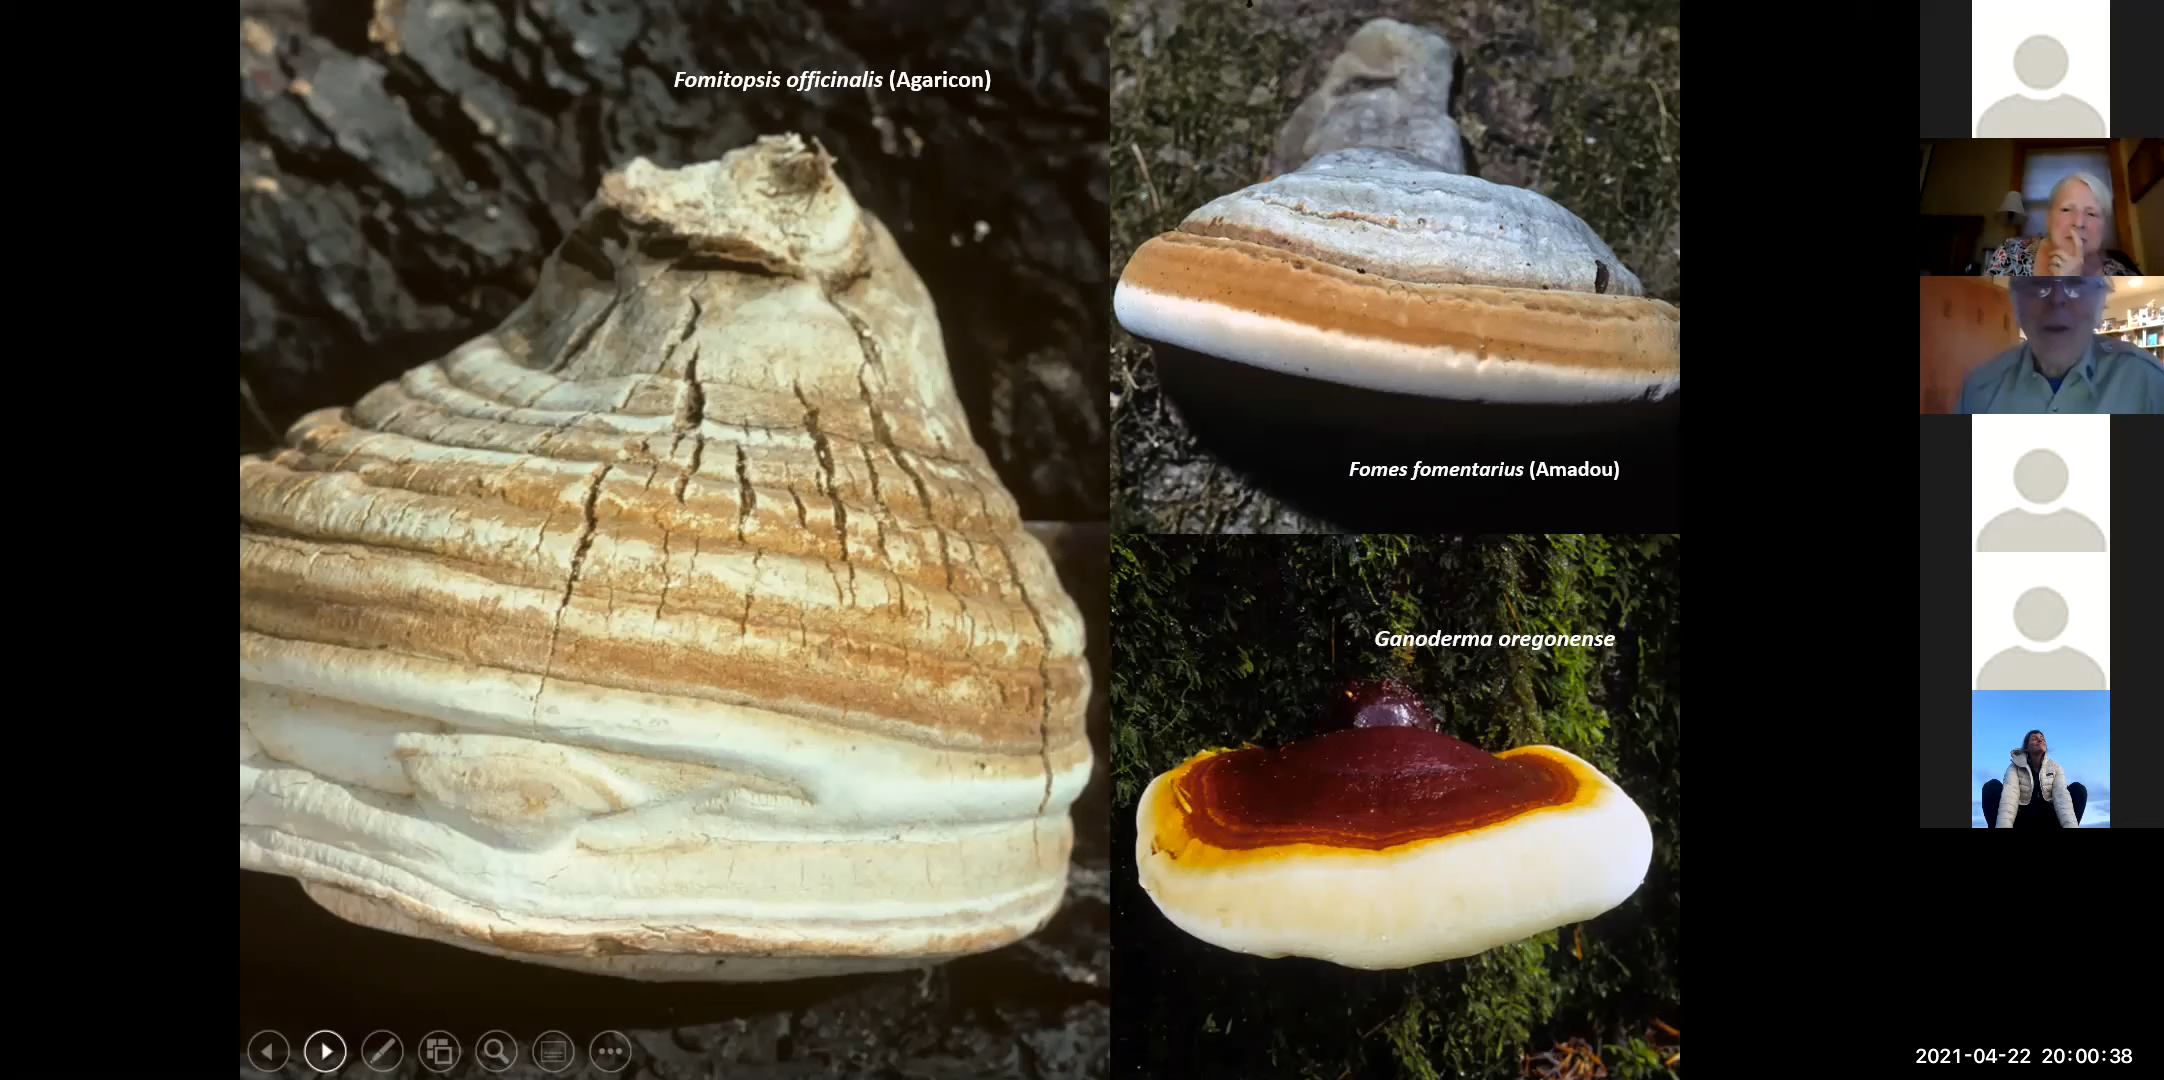 Fomitopsis officinalis (Agaricon)
Fomes fomentarius (Amadou)
Ganoderma oregonense
2021-04-22 20:00:38